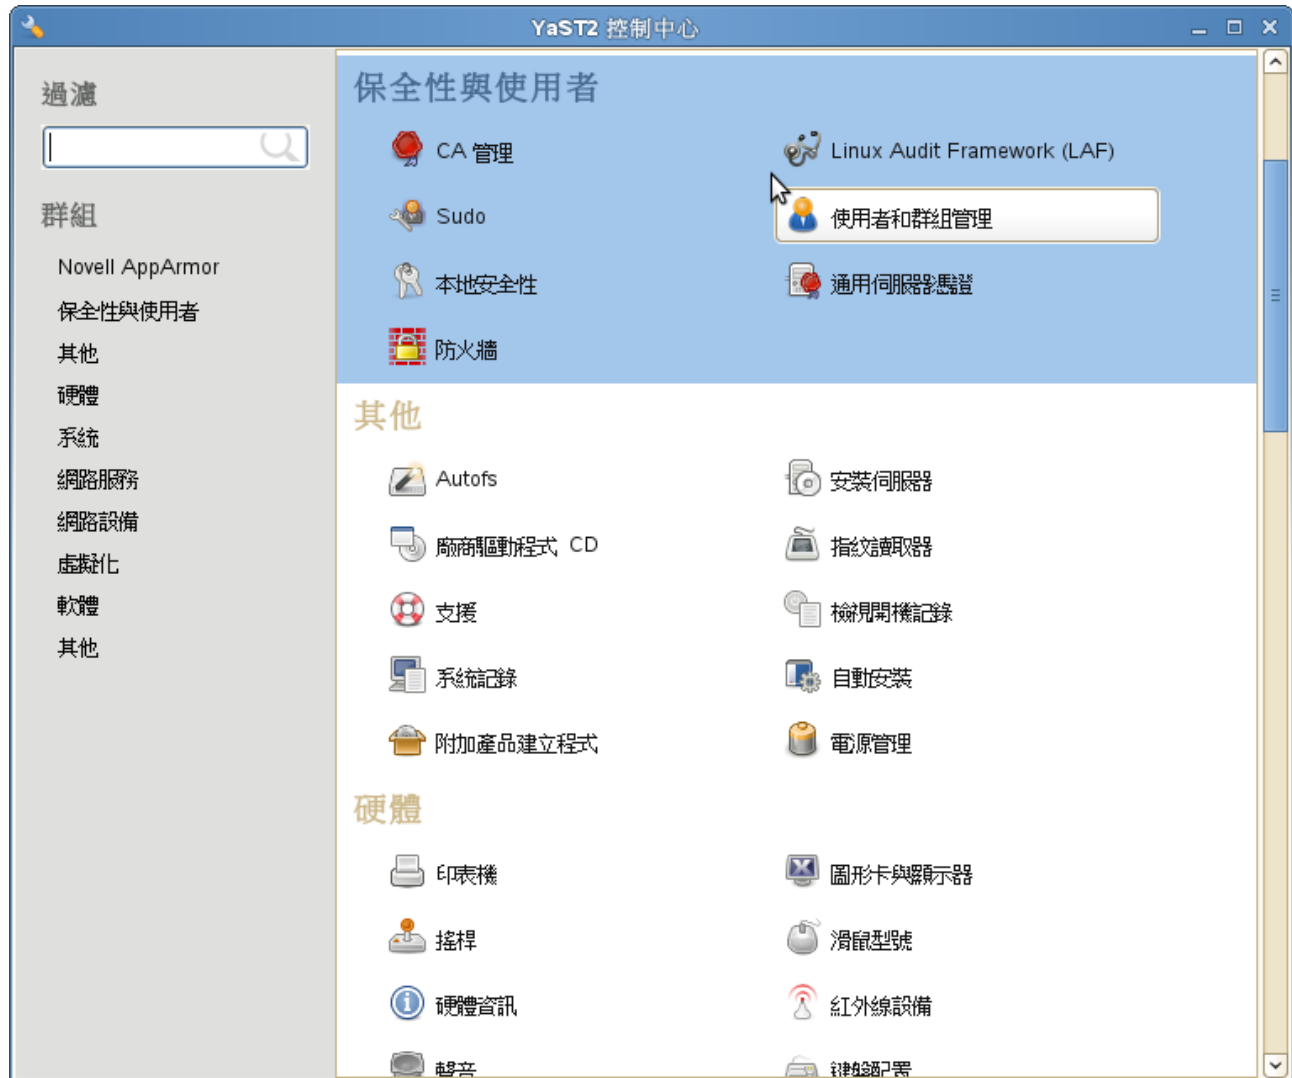 YaST2 控制中心
過濾
群組
Novell AppArmor
保全性與使用者
其他
硬體
系統
網路服務
網路設備
虛擬化
軟體
其他
保全性與使用者
CA 管理
Linux Audit Framework (LAF)
Sudo
使用者和群組管理
本地安全性
通用伺服器憑證
防火牆
其他
Autofs
安裝伺服器
廠商驅動程式 CD
指紋讀取器
支援
檢視開機記錄
系統記錄
自動安裝
附加產品建立程式
電源管理
硬體
印表機
圖形卡與顯示器
搖桿
滑鼠型號
硬體資訊
紅外線設備
聲音
鍵盤配置